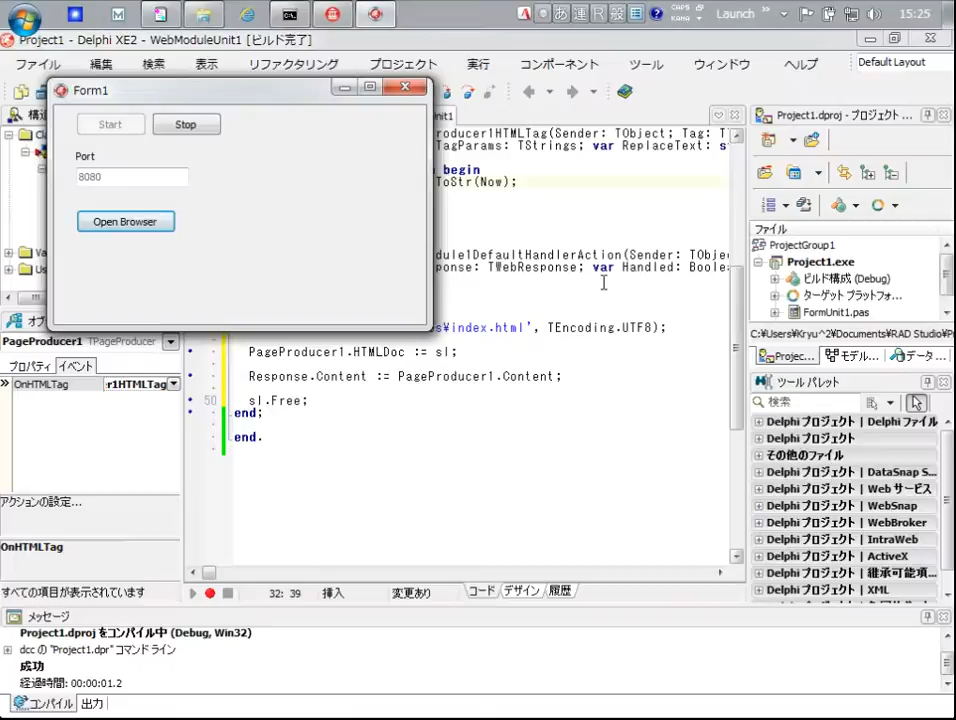 CAPS
KANA
Launch
15:25
Project1 - Delphi XE2 - WebModuleUnit1 [ビルド完了]
ファイル 編集 検索 表示 リファクタリング プロジェクト 実行 コンポーネント ツール ウィンドウ ヘルプ
Default Layout
Form1
Start Stop
Port
8080
Open Browser
オブ
PageProducer1 TPageProducer
プロパティ イベント
OnHTMLTag r1HTMLTag
アクションの設定...
OnHTMLTag
すべての項目が表示されています
roducer1HTMLTag(Sender: TObject; Tag: T
TagParams: TStrings; var ReplaceText: s
begin
ToStr(Now);
dule1DefaultHandlerAction(Sender: TObje
ponse: TWebResponse; var Handled: Boolea
s¥index.html', TEncoding.UTF8);
PageProducer1.HTMLDoc := sl;
Response.Content := PageProducer1.Content;
50 sl.Free;
end;
end.
32: 39 挿入 変更あり コード デザイン 履歴
Project1.dproj - プロジェクト ...
ファイル
ProjectGroup1
Project1.exe
ビルド構成 (Debug)
ターゲット プラットフォ...
FormUnit1.pas
C:¥Users¥Kryu^2¥Documents¥RAD Studio¥P
Projec... モデル... データ...
ツール パレット
検索
Delphi プロジェクト | Delphi ファイル
Delphi プロジェクト
その他のファイル
Delphi プロジェクト | DataSnap S...
Delphi プロジェクト | Web サービス
Delphi プロジェクト | WebSnap
Delphi プロジェクト | WebBroker
Delphi プロジェクト | IntraWeb
Delphi プロジェクト | ActiveX
Delphi プロジェクト | 継承可能項...
Delphi プロジェクト | XML
メッセージ
Project1.dproj をコンパイル中 (Debug, Win32)
dcc の "Project1.dpr" コマンド ライン
成功
経過時間: 00:00:01.2
コンパイル 出力